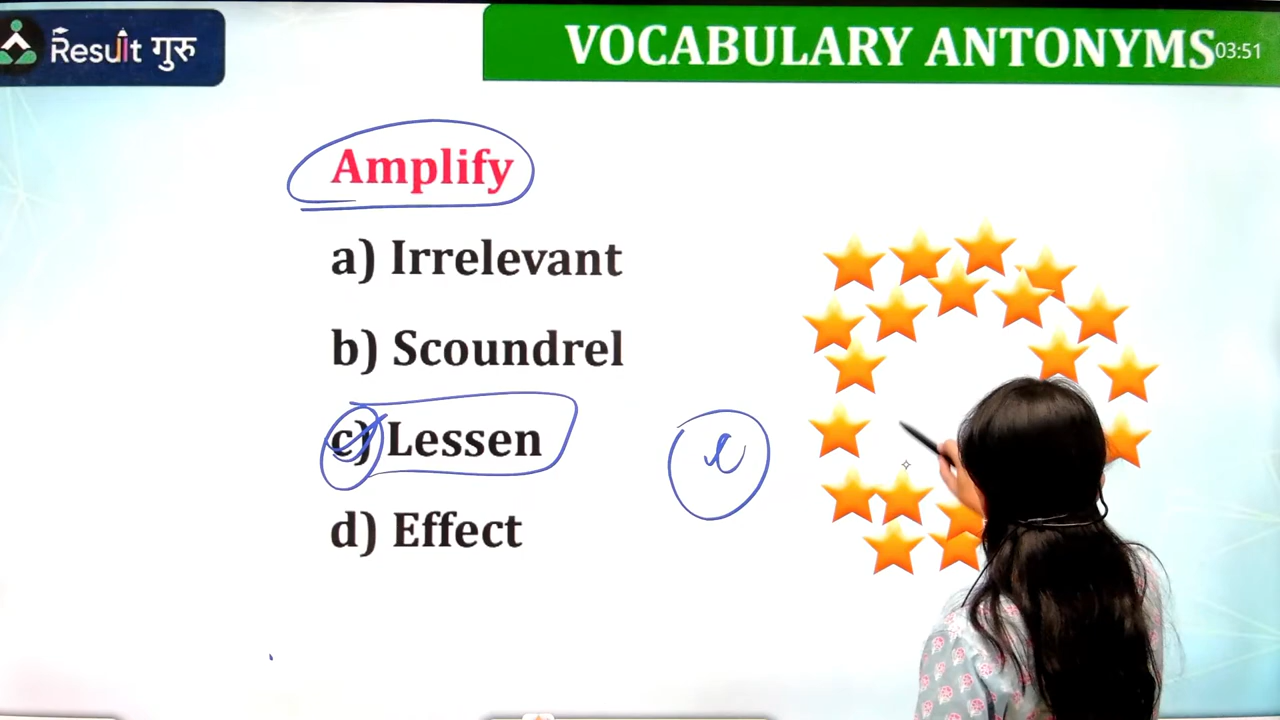 Result गुरु
VOCABULARY ANTONYMS
03:51
Amplify
a) Irrelevant
b) Scoundrel
c) Lessen
d) Effect